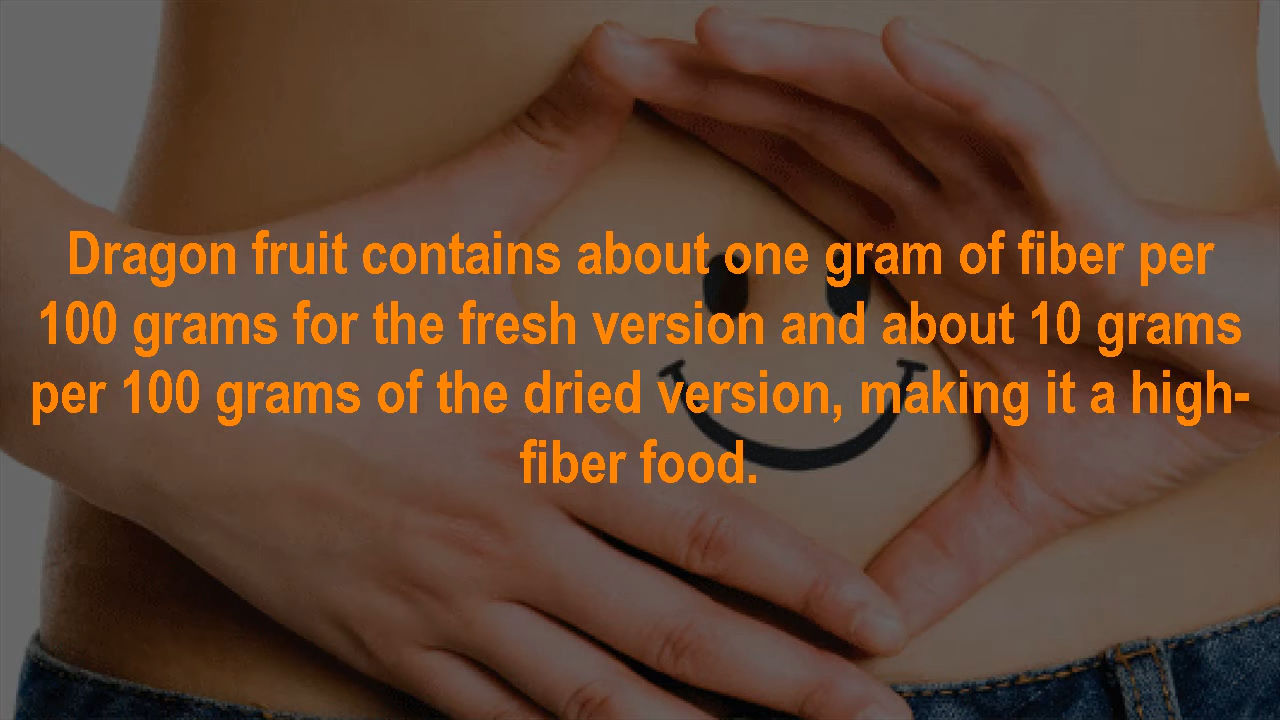 Dragon fruit contains about one gram of fiber per
100 grams for the fresh version and about 10 grams
per 100 grams of the dried version, making it a high-
fiber food.